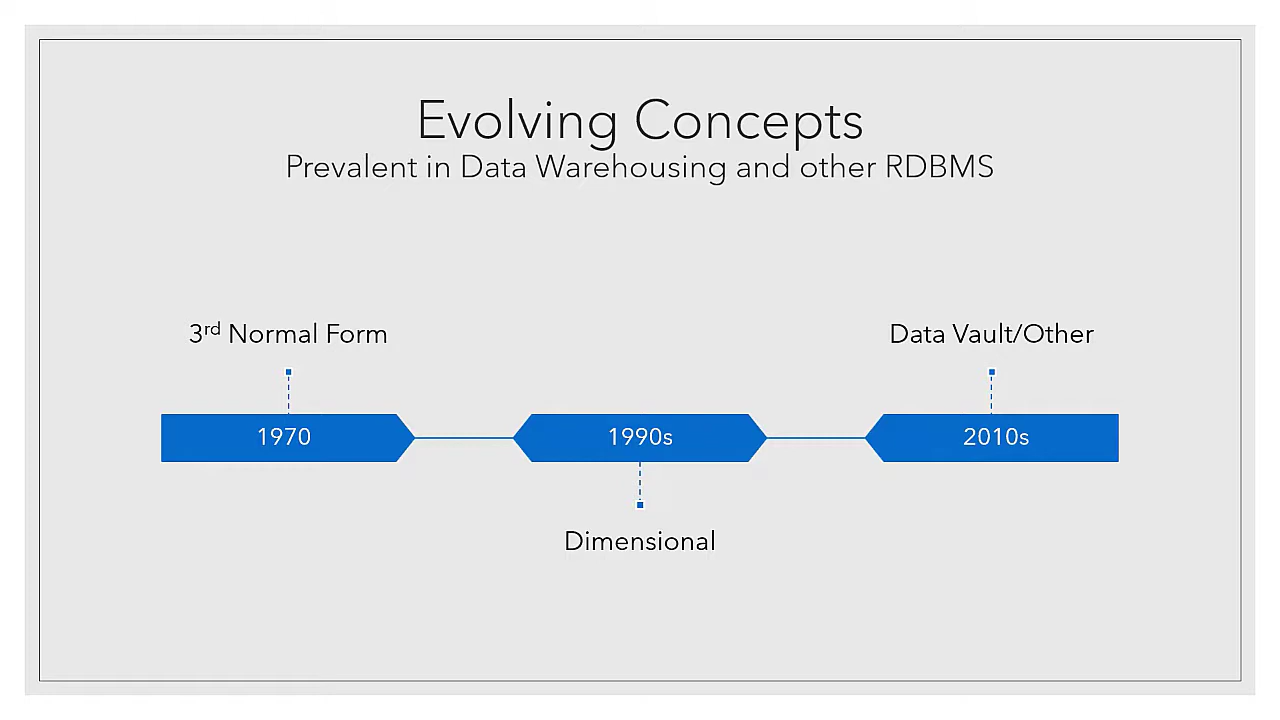 Evolving Concepts
Prevalent in Data Warehousing and other RDBMS
3rd Normal Form
Data Vault/Other
1970
1990s
2010s
Dimensional